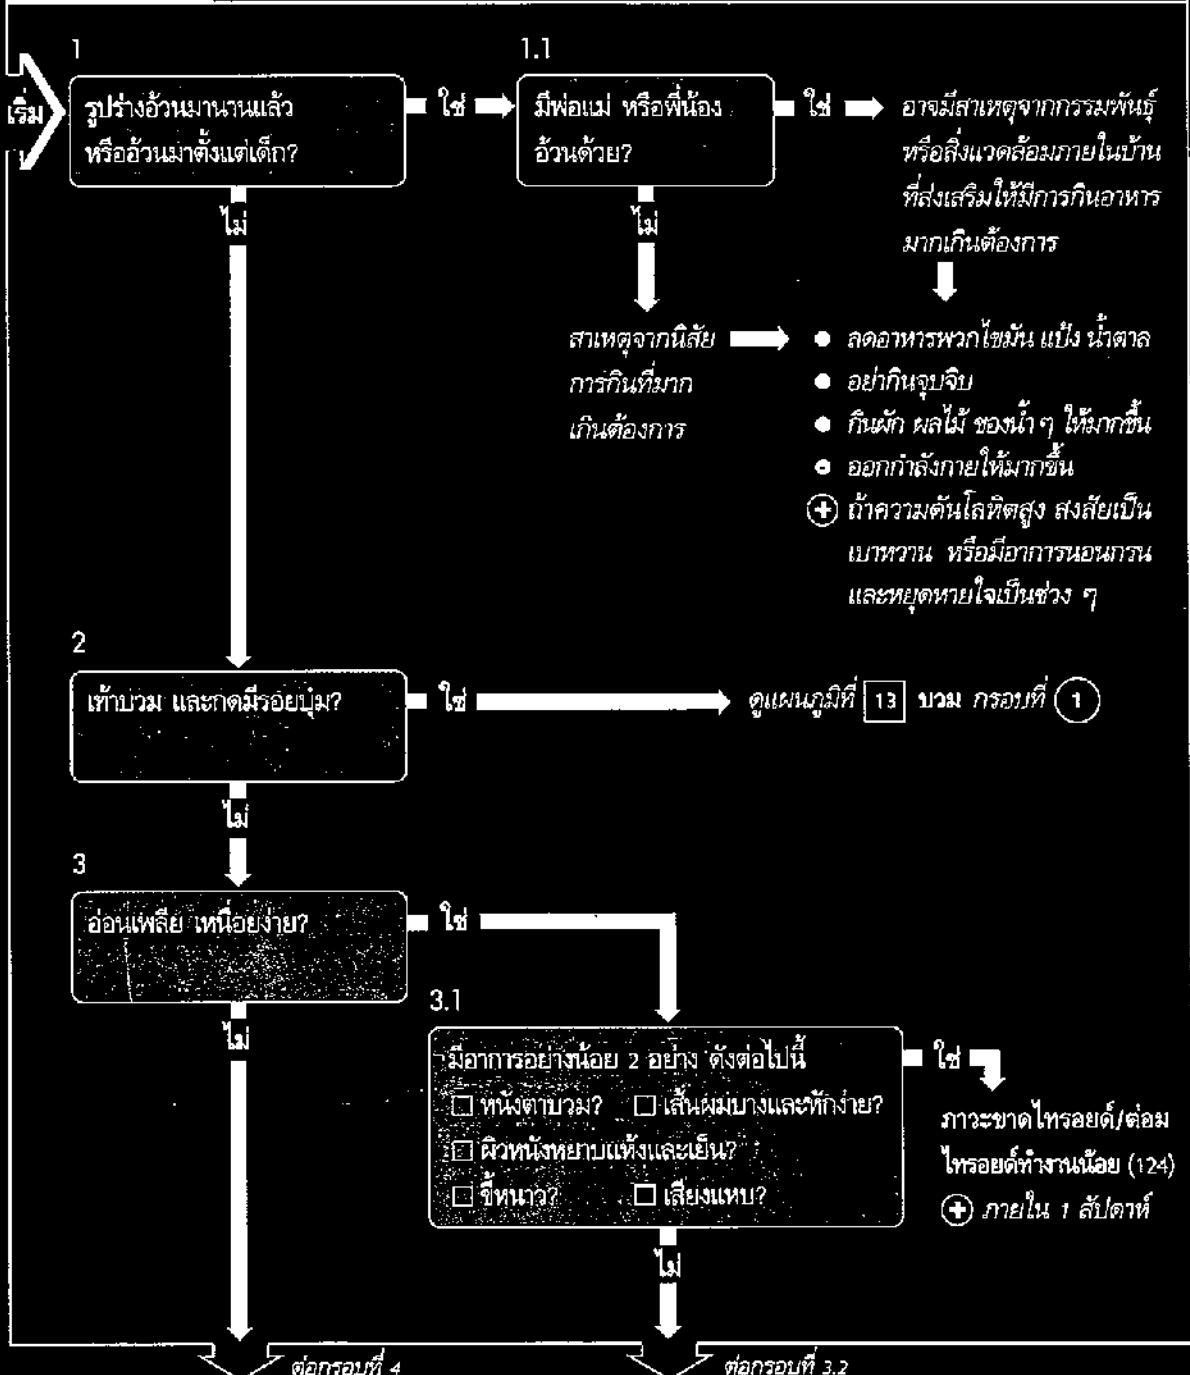 เริ่ม
1
รูปร่างอ้วนมานานแล้ว
หรืออ้วนมาตั้งแต่เด็ก?
ใช่
1.1
มีพ่อแม่ หรือพี่น้อง
อ้วนด้วย?
ใช่
อาจมีสาเหตุจากกรรมพันธุ์
หรือสิ่งแวดล้อมภายในบ้าน
ที่ส่งเสริมให้มีการกินอาหาร
มากเกินต้องการ
ไม่
ไม่
สาเหตุจากนิสัย
การกินที่มาก
เกินต้องการ
● ลดอาหารพวกไขมัน แป้ง น้ำตาล
● อย่ากินจุบจิบ
● กินผัก ผลไม้ ของน้ำ ๆ ให้มากขึ้น
● ออกกำลังกายให้มากขึ้น
⊕ ถ้าความดันโลหิตสูง สงสัยเป็น
เบาหวาน หรือมีอาการนอนกรน
และหยุดหายใจเป็นช่วง ๆ
2
เท้าบวม และกดมีรอยบุ๋ม?
ใช่
ดูแผนภูมิที่ 13 บวม กรอบที่ 1
ไม่
3
อ่อนเพลีย เหนื่อยง่าย?
ใช่
ไม่
3.1
มีอาการอย่างน้อย 2 อย่าง ดังต่อไปนี้
□ หนังตาบวม? □ เส้นผมบางและหักง่าย?
□ ผิวหนังหยาบแห้งและเย็น?
□ ขี้หนาว? □ เสียงแหบ?
ใช่
ภาวะขาดไทรอยด์/ต่อม
ไทรอยด์ทำงานน้อย (124)
⊕ ภายใน 1 สัปดาห์
ไม่
ต่อกรอบที่ 4
ต่อกรอบที่ 3.2